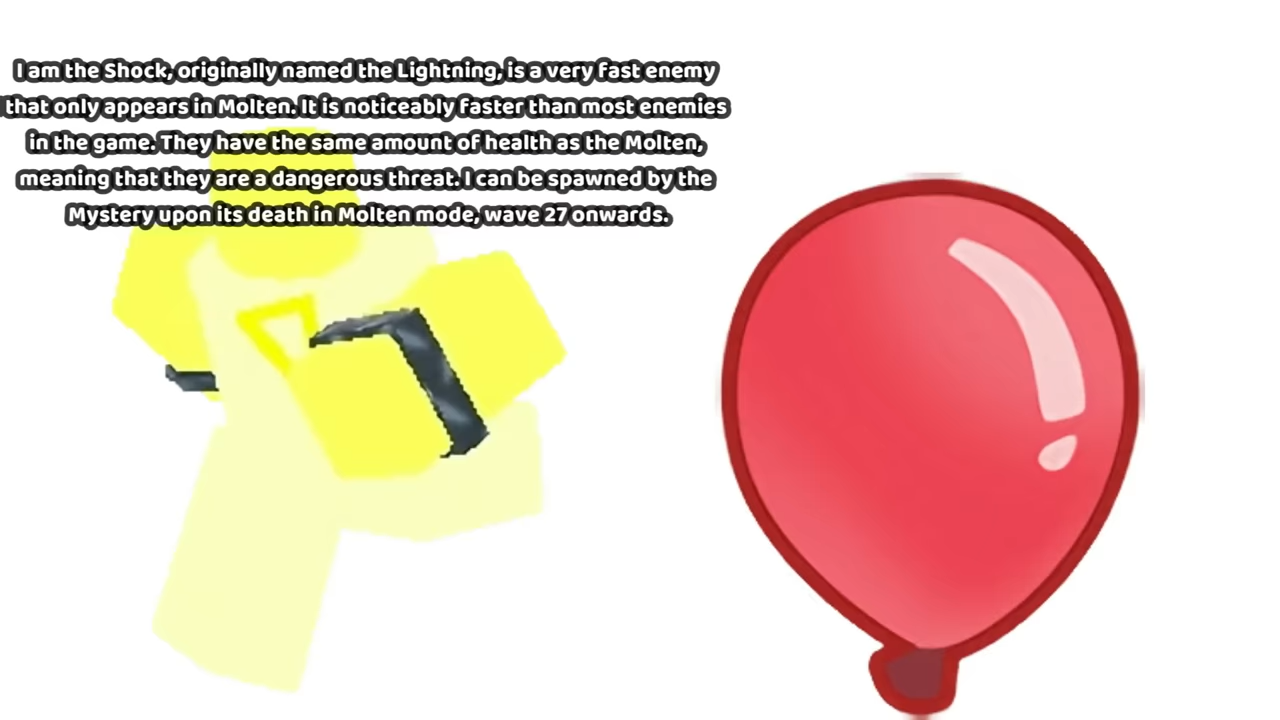 I am the Shock, originally named the Lightning, is a very fast enemy
that only appears in Molten. It is noticeably faster than most enemies
in the game. They have the same amount of health as the Molten,
meaning that they are a dangerous threat. I can be spawned by the
Mystery upon its death in Molten mode, wave 27 onwards.